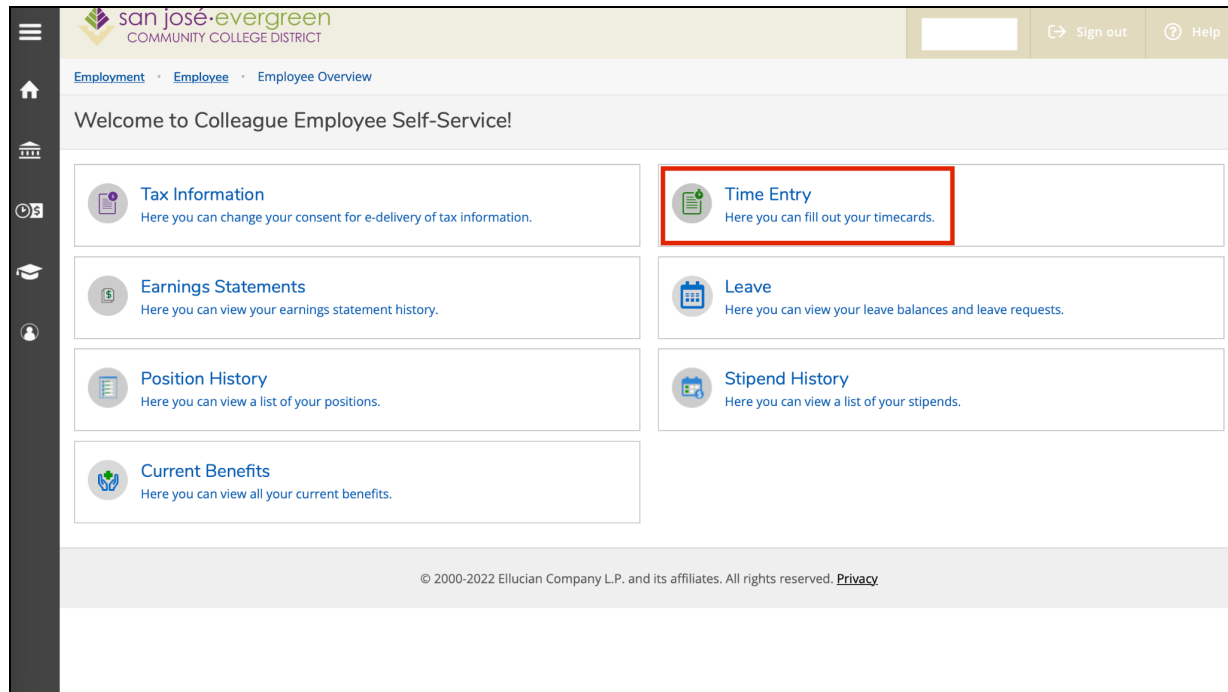 san josé·evergreen
COMMUNITY COLLEGE DISTRICT
Sign out
Help
Employment · Employee · Employee Overview
Welcome to Colleague Employee Self-Service!
Tax Information
Here you can change your consent for e-delivery of tax information.
Time Entry
Here you can fill out your timecards.
Earnings Statements
Here you can view your earnings statement history.
Leave
Here you can view your leave balances and leave requests.
Position History
Here you can view a list of your positions.
Stipend History
Here you can view a list of your stipends.
Current Benefits
Here you can view all your current benefits.
© 2000-2022 Ellucian Company L.P. and its affiliates. All rights reserved. Privacy